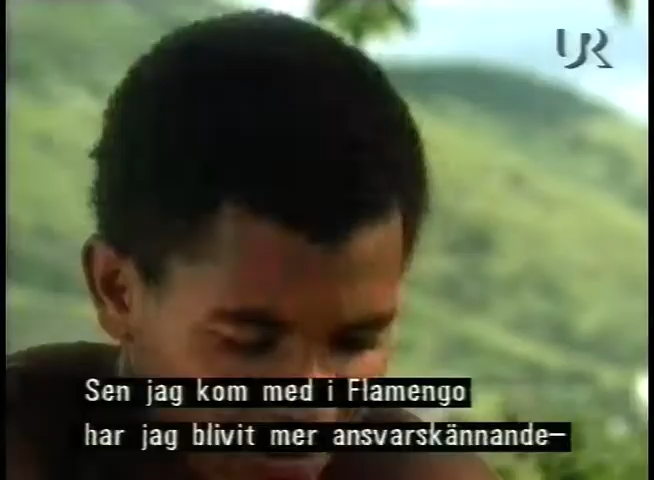 UR
Sen jag kom med i Flamengo
har jag blivit mer ansvarskännande–